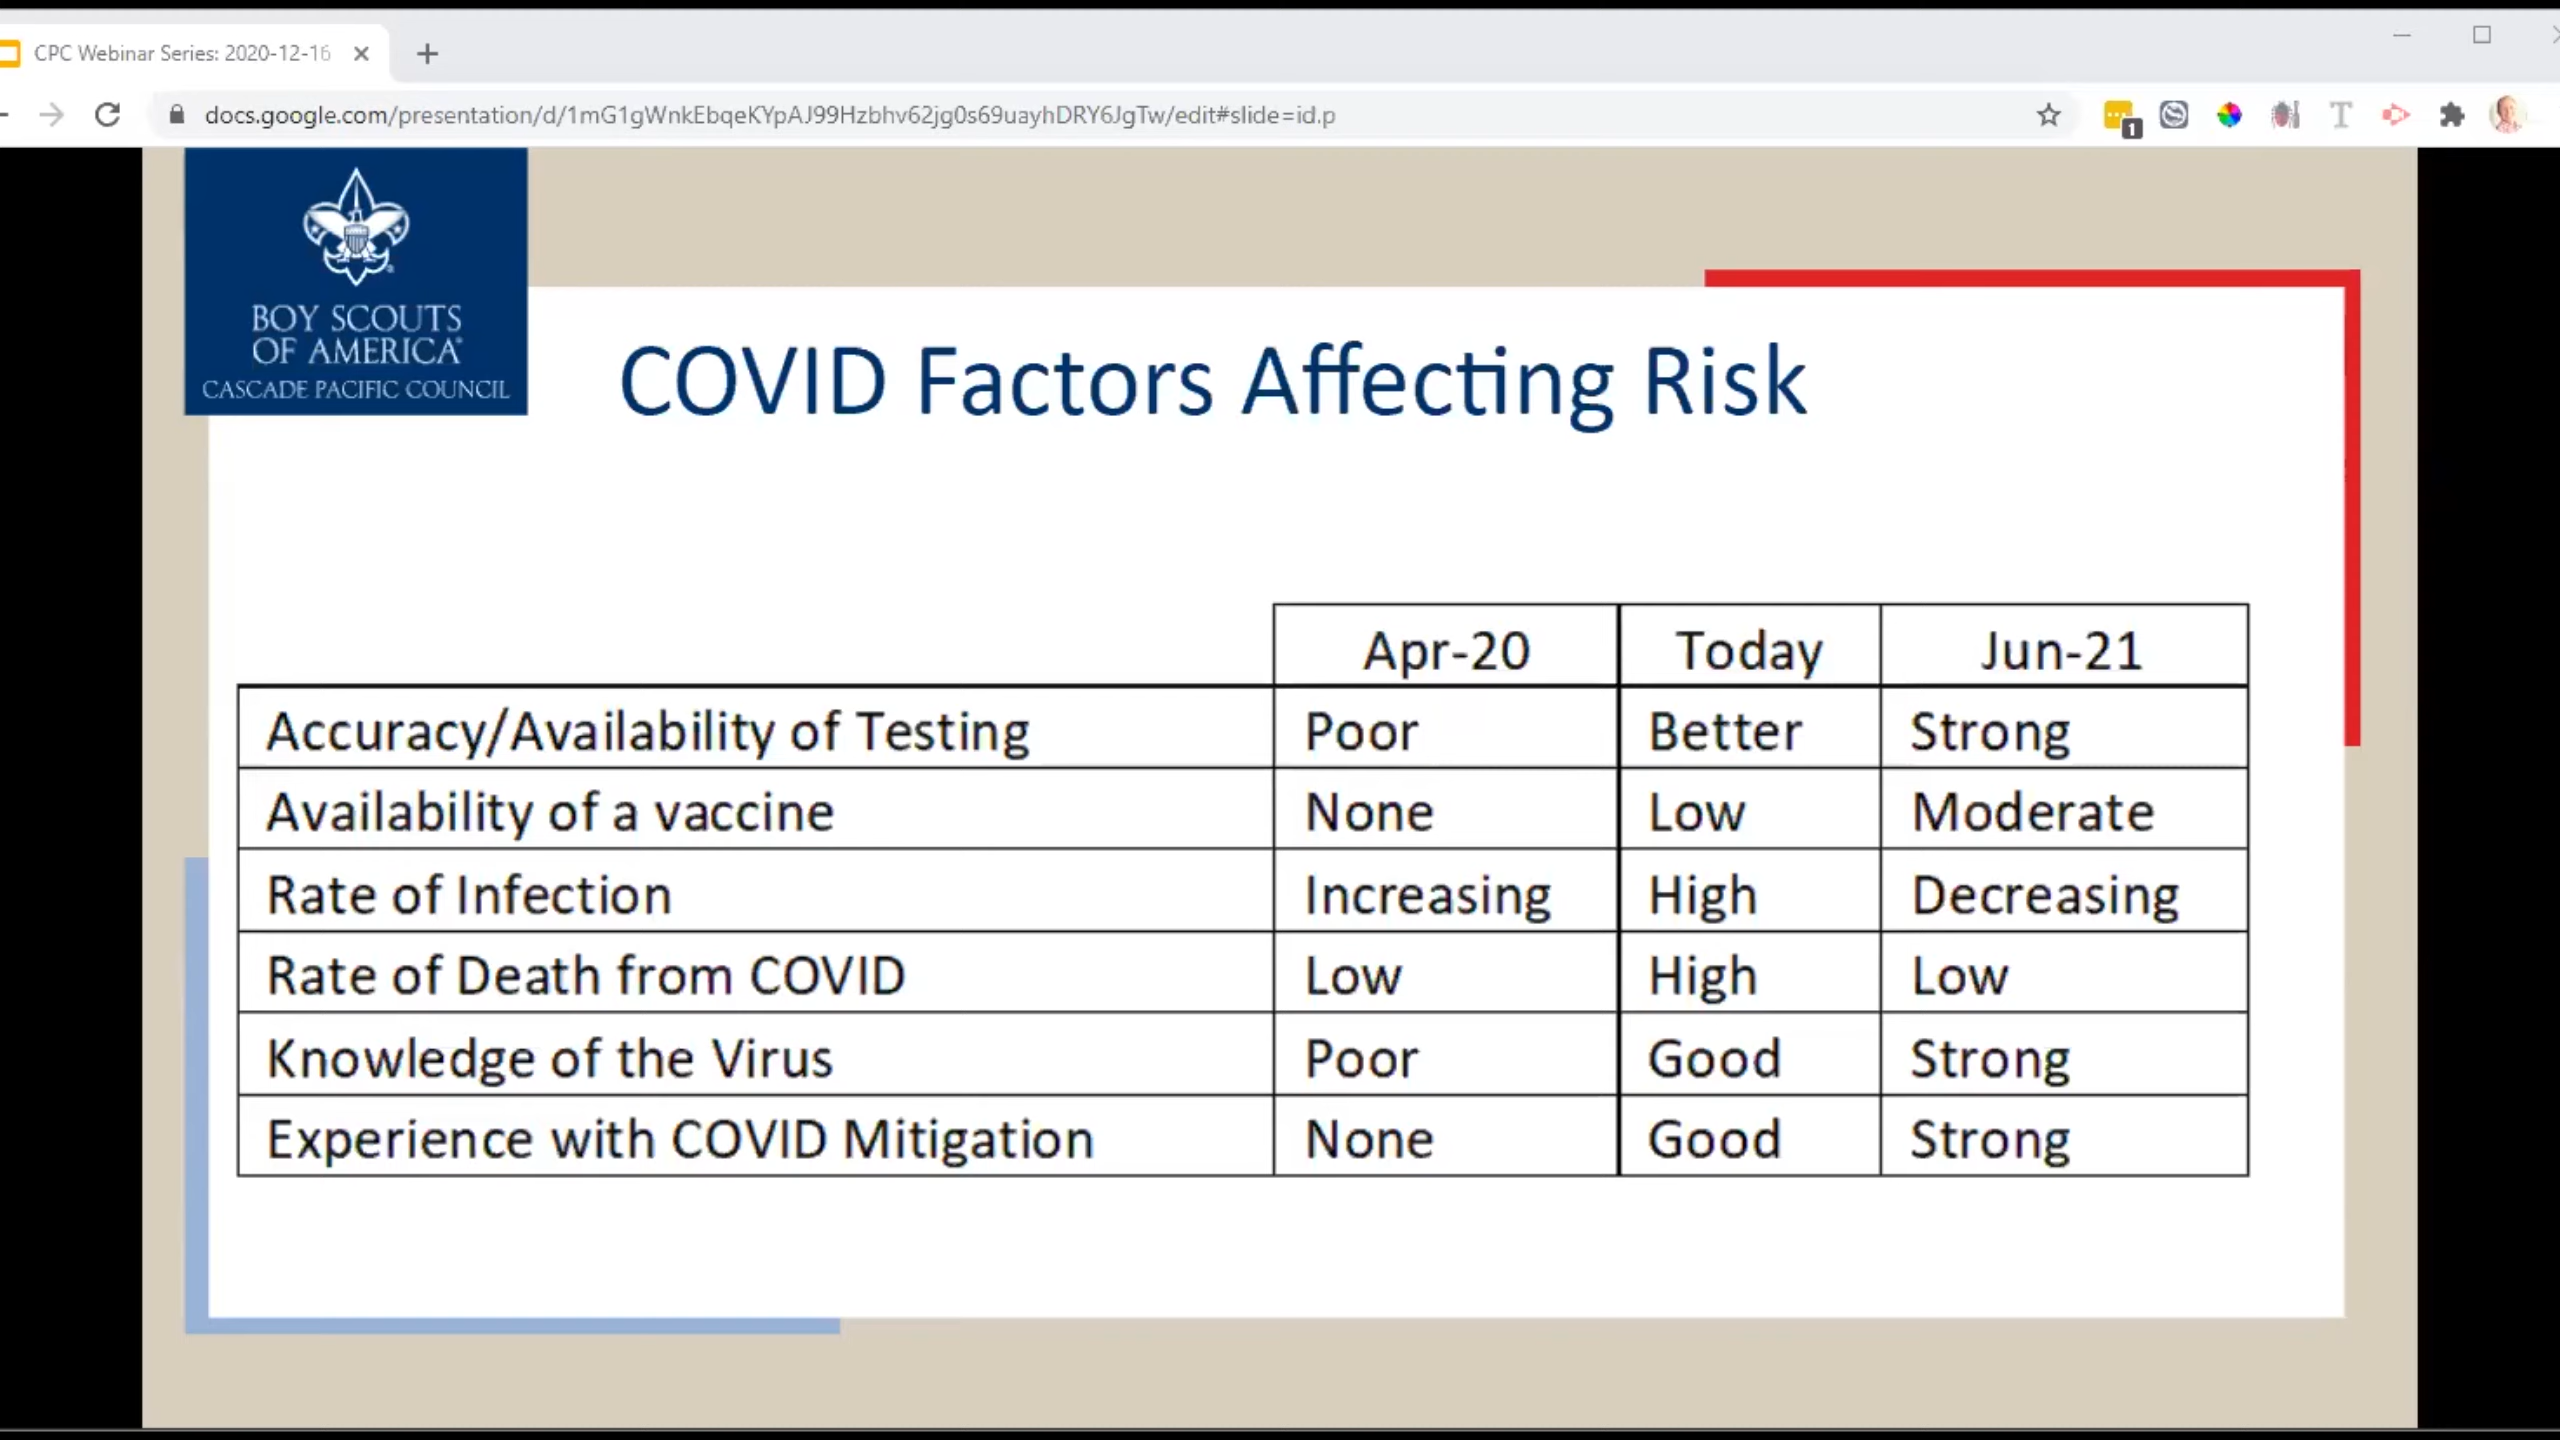 CPC Webinar Series: 2020-12-16
docs.google.com/presentation/d/1mG1gWnkEbqeKYpAJ99Hzbhv62jg0s69uayhDRY6JgTw/edit#slide=id.p
1
T
BOY SCOUTS
OF AMERICA®
CASCADE PACIFIC COUNCIL
COVID Factors Affecting Risk
Apr-20 Today Jun-21
Accuracy/Availability of Testing Poor Better Strong
Availability of a vaccine None Low Moderate
Rate of Infection Increasing High Decreasing
Rate of Death from COVID Low High Low
Knowledge of the Virus Poor Good Strong
Experience with COVID Mitigation None Good Strong